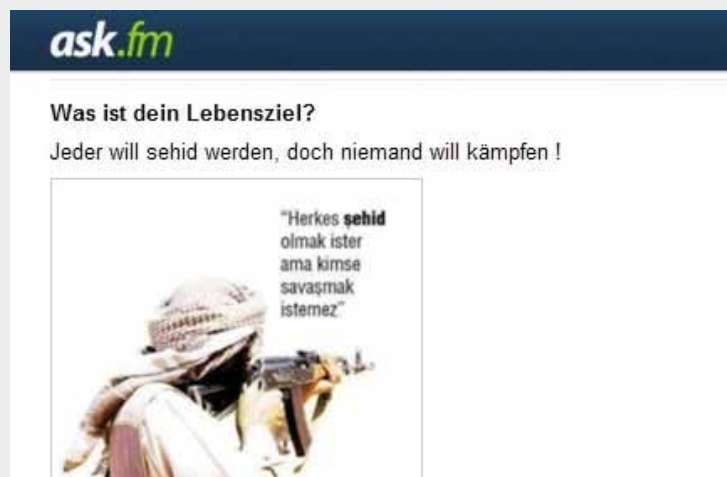 ask.fm
Was ist dein Lebensziel?
Jeder will sehid werden, doch niemand will kämpfen !
"Herkes şehid
olmak ister
ama kimse
savaşmak
istemez"